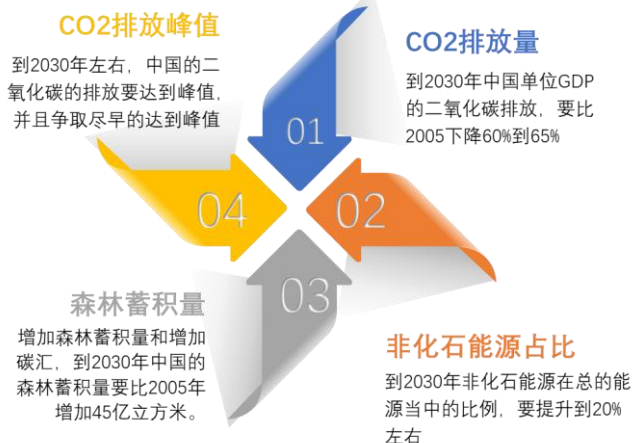 CO2排放峰值
到2030年左右，中国的二
氧化碳的排放要达到峰值，
并且争取尽早的达到峰值
CO2排放量
到2030年中国单位GDP
的二氧化碳排放，要比
2005下降60%到65%
01
04
02
03
森林蓄积量
增加森林蓄积量和增加
碳汇，到2030年中国的
森林蓄积量要比2005年
增加45亿立方米。
非化石能源占比
到2030年非化石能源在总的能
源当中的比例，要提升到20%
左右